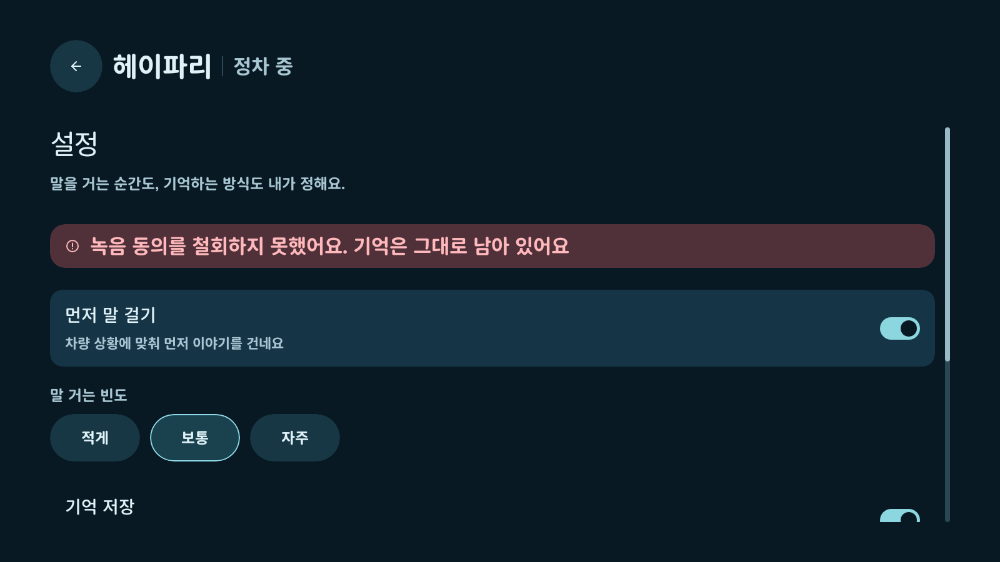 헤이파리
정차 중
설정
말을 거는 순간도, 기억하는 방식도 내가 정해요.
녹음 동의를 철회하지 못했어요. 기억은 그대로 남아 있어요
먼저 말 걸기
차량 상황에 맞춰 먼저 이야기를 건네요
말 거는 빈도
적게
보통
자주
기억 저장